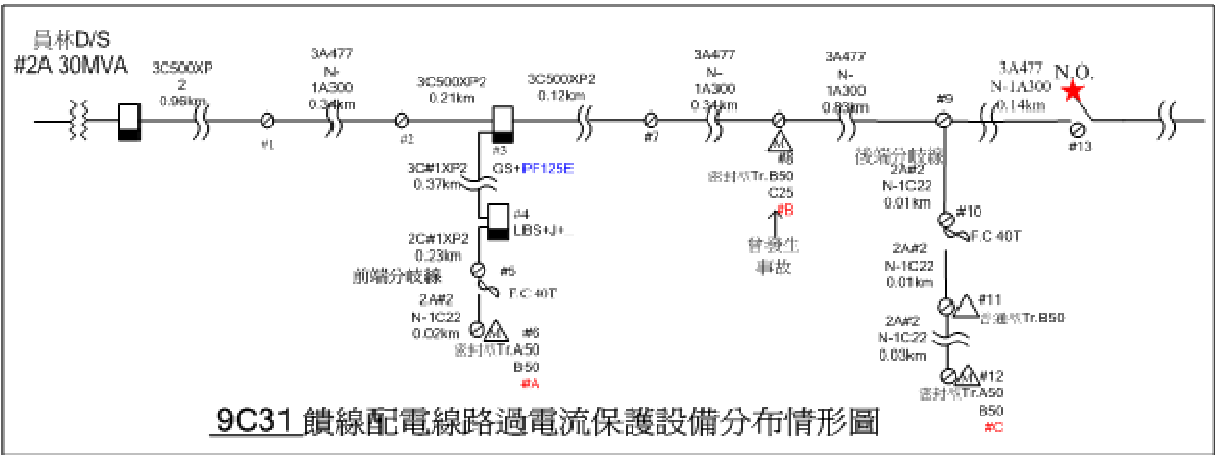 員林D/S
#2A 30MVA
3C500XP
2
0.96km
3A477
N-
1A300
0.34km
3C500XP2
0.21km
3C500XP2
0.12km
3A477
N-
1A300
0.31km
3A477
N-
1A300
0.83km
3A477
N-1A300
0.14km
N.O.
#1
#2
#3
GS+PF125E
#7
#8
密封型Tr.B50
C25
#B
曾發生
事故
#9
#13
後端分歧線
2A#2
N-1C22
0.01km
#10
F.C 40T
2A#2
N-1C22
0.01km
#11
普通型Tr.B50
2A#2
N-1C22
0.03km
#12
密封型Tr.A50
B50
#C
3C#1XP2
0.37km
#4
LBS+J+
2C#1XP2
0.23km
前端分歧線
#5
F.C 40T
2A#2
N-1C22
0.02km
#6
密封型Tr.A50
B50
#A
9C31 饋線配電線路過電流保護設備分布情形圖